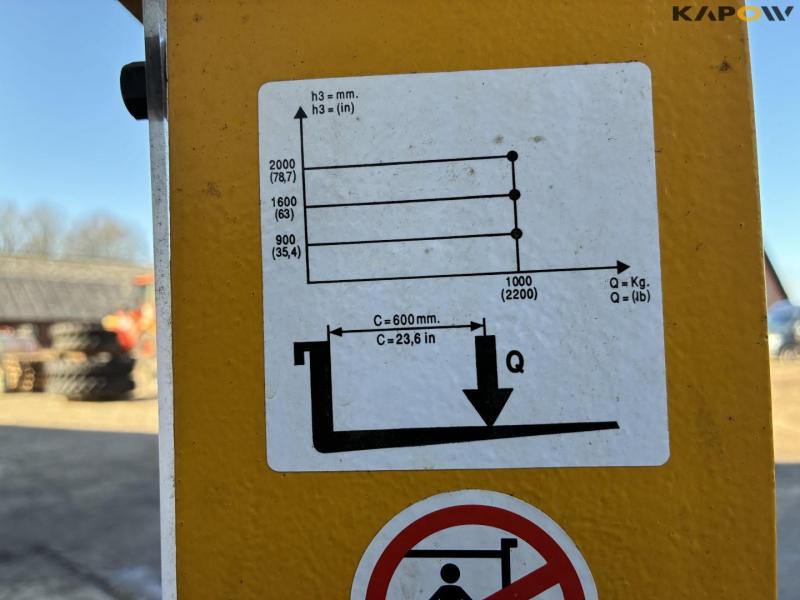 KAPOW
h3 = mm.
h3 = (in)
2000
(78,7)
1600
(63)
900
(35,4)
1000
(2200)
Q = Kg.
Q = (lb)
C = 600 mm.
C = 23,6 in
Q